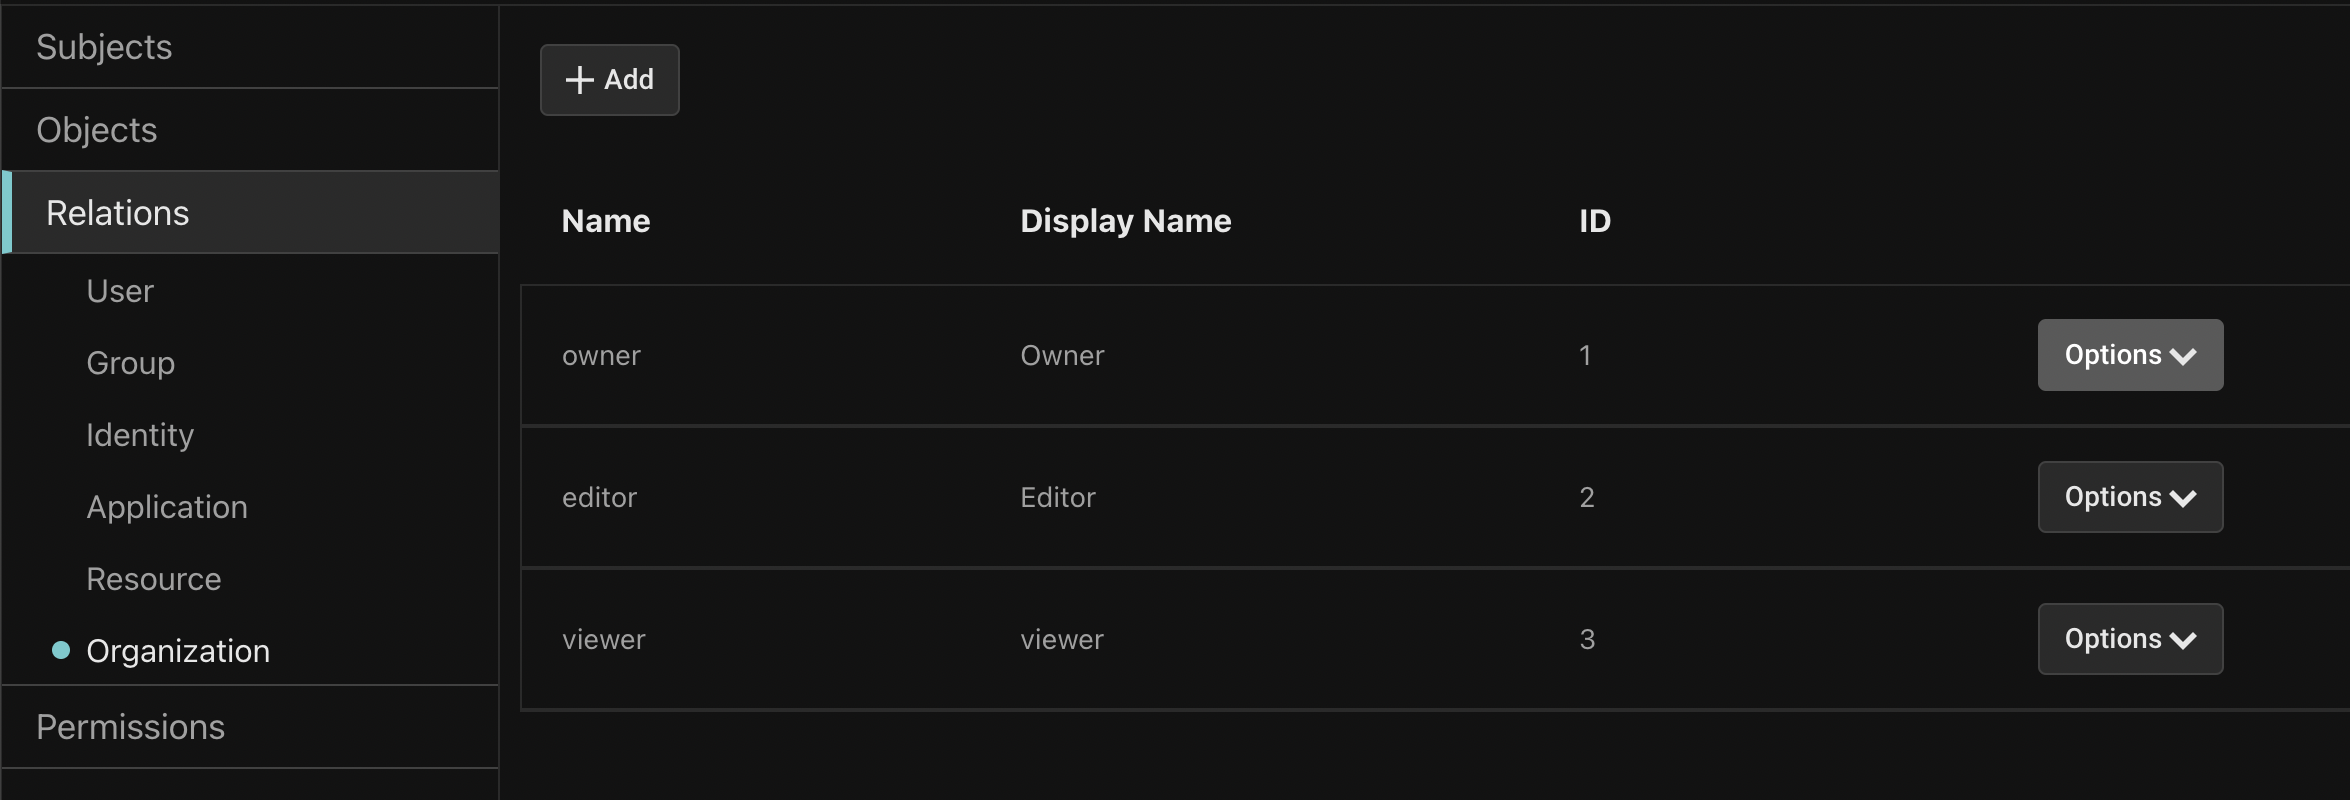 Subjects
Objects
Relations
User
Group
Identity
Application
Resource
Organization
Permissions
Add
Name Display Name ID
owner Owner 1 Options
editor Editor 2 Options
viewer viewer 3 Options